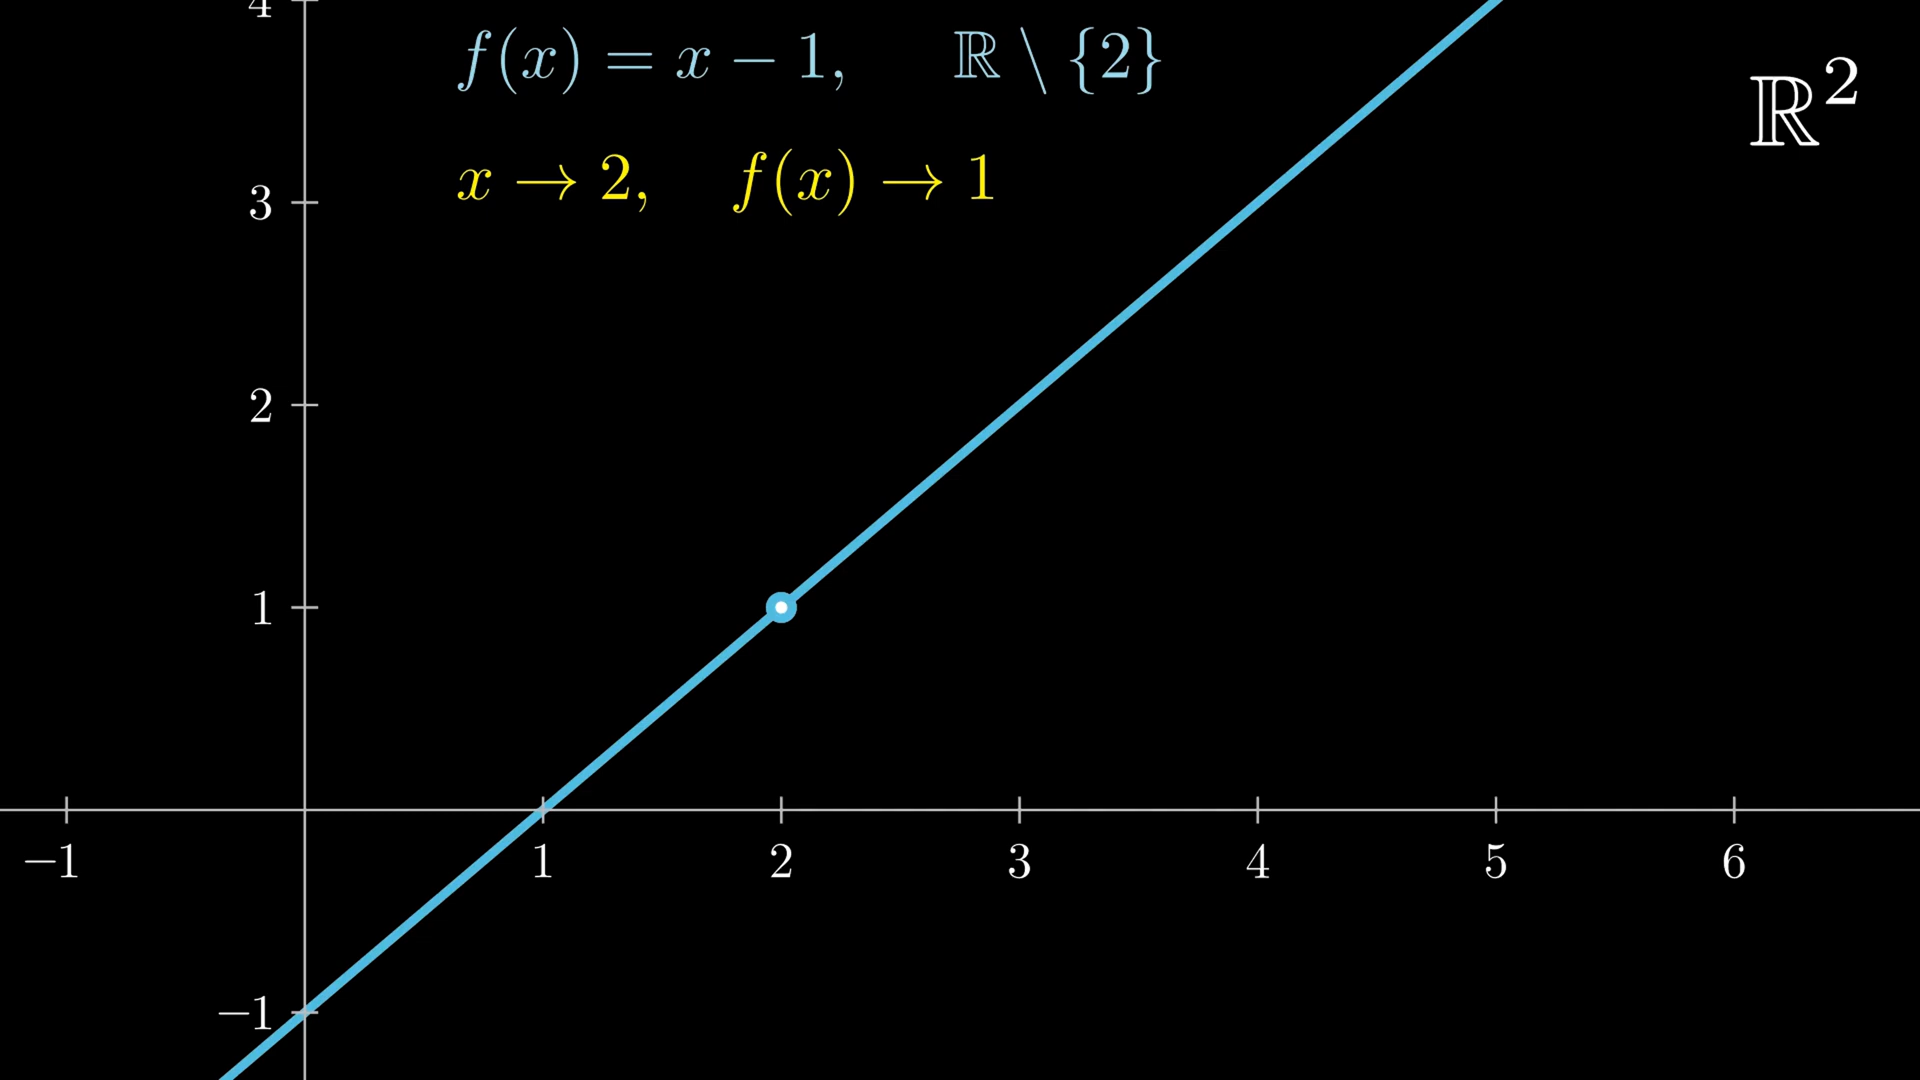 4
f(x) = x − 1, ℝ \ {2}
ℝ²
x → 2, f(x) → 1
3
2
1
−1 1 2 3 4 5 6
−1